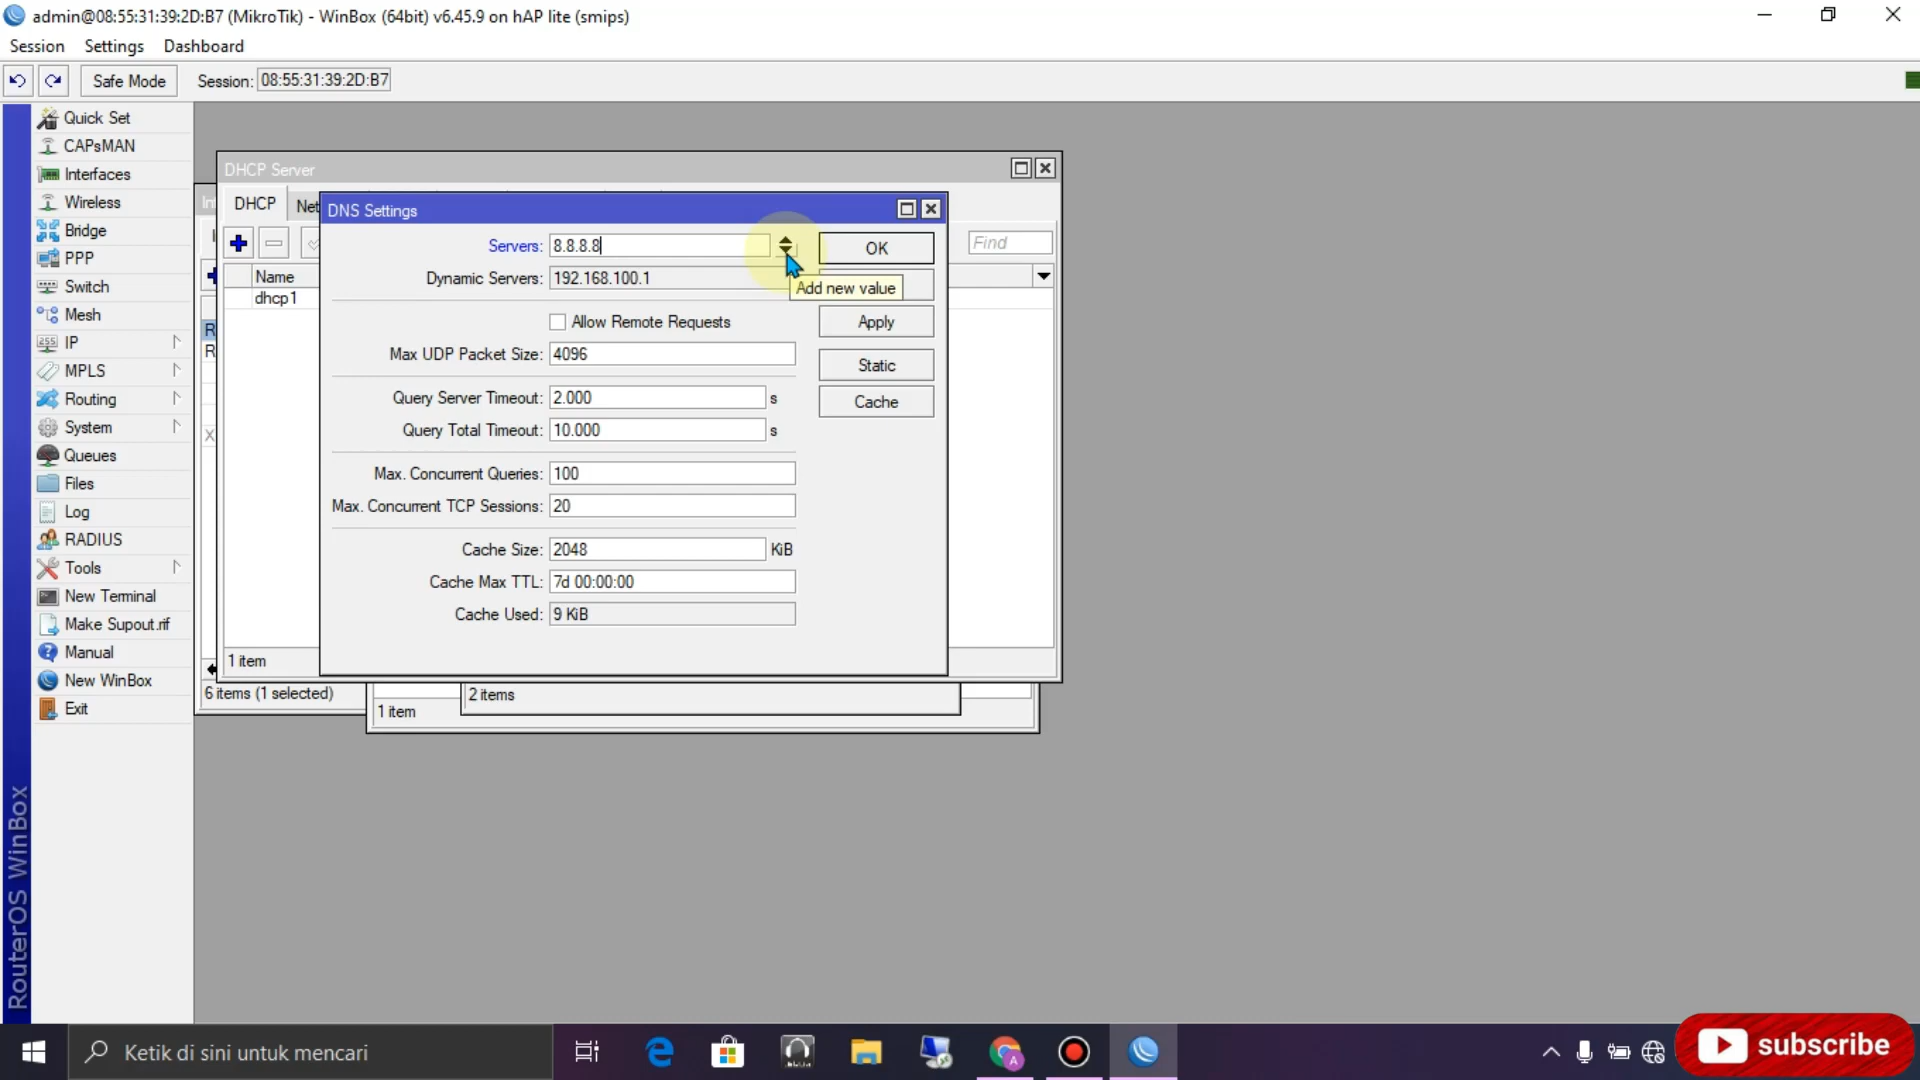 admin@08:55:31:39:2D:B7 (MikroTik) - WinBox (64bit) v6.45.9 on hAP lite (smips)
Session Settings Dashboard
Safe Mode Session: 08:55:31:39:2D:B7
Quick Set
CAPsMAN
Interfaces
Wireless
Bridge
PPP
Switch
Mesh
IP
MPLS
Routing
System
Queues
Files
Log
RADIUS
Tools
New Terminal
Make Supout.rif
Manual
New WinBox
Exit
RouterOS WinBox
DHCP Server
DHCP Net
Find
Name
dhcp1
1 item
DNS Settings
Servers: 8.8.8.8
Dynamic Servers: 192.168.100.1
Allow Remote Requests
Max UDP Packet Size: 4096
Query Server Timeout: 2.000 s
Query Total Timeout: 10.000 s
Max. Concurrent Queries: 100
Max. Concurrent TCP Sessions: 20
Cache Size: 2048 KiB
Cache Max TTL: 7d 00:00:00
Cache Used: 9 KiB
OK
Add new value
Apply
Static
Cache
R
R
X
6 items (1 selected)
2 items
1 item
Ketik di sini untuk mencari
subscribe